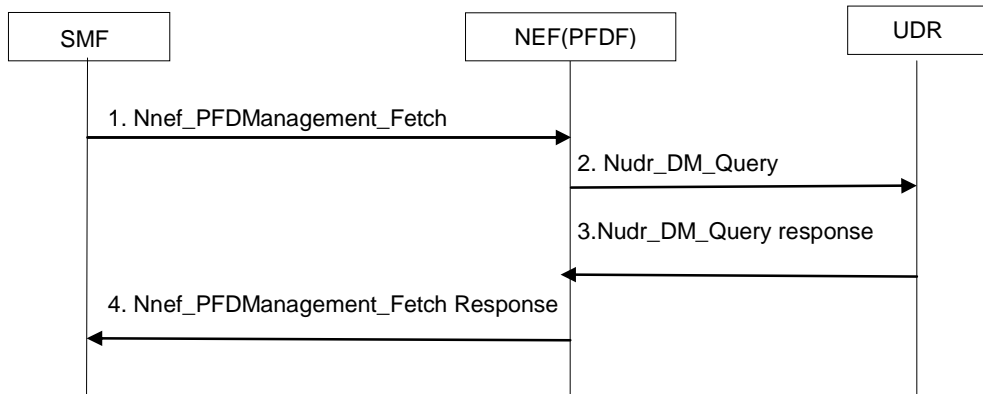 SMF
NEF(PFDF)
UDR
1. Nnef_PFDManagement_Fetch
2. Nudr_DM_Query
3.Nudr_DM_Query response
4. Nnef_PFDManagement_Fetch Response